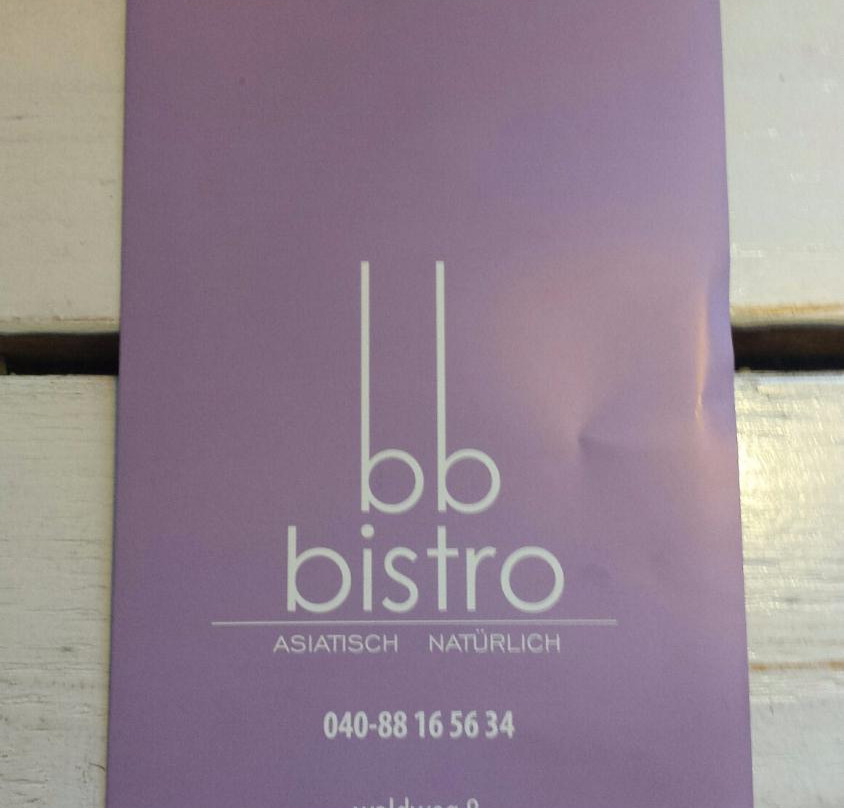 bb
bistro
ASIATISCH NATÜRLICH
040-88 16 56 34